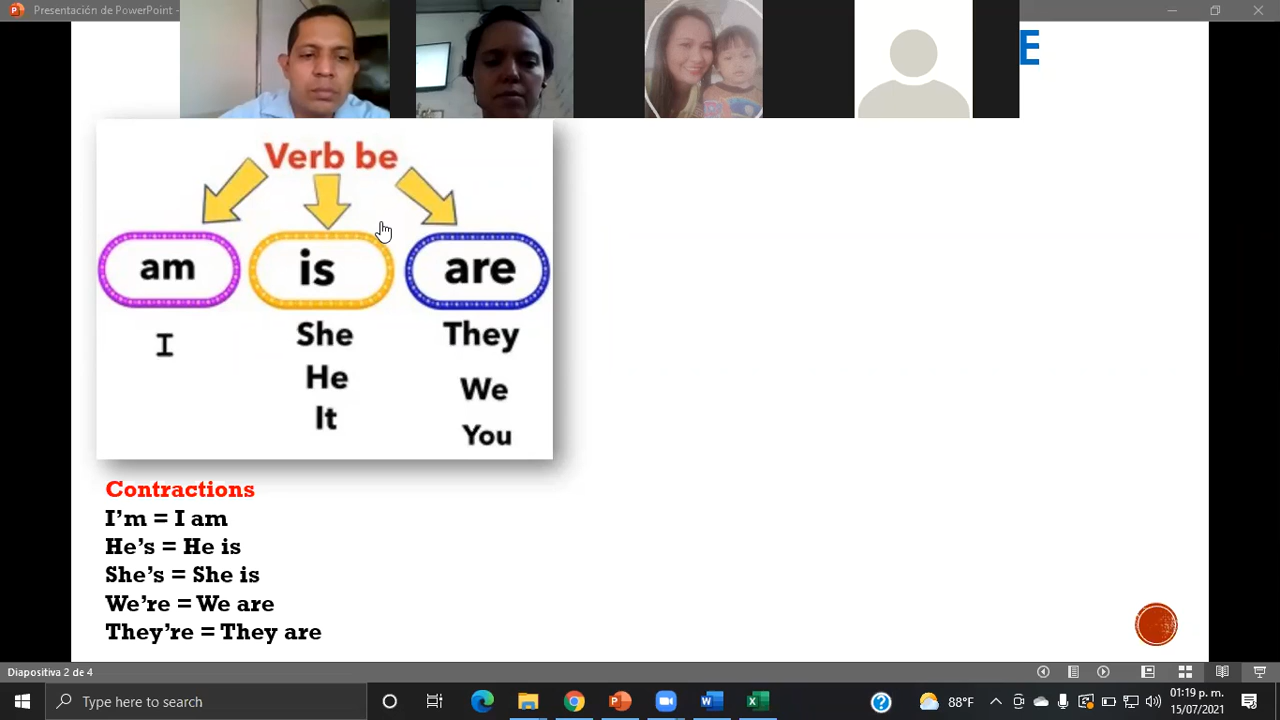 Presentación de PowerPoint -
E
Verb be
am is are
I She They
He We
It You
Contractions
I’m = I am
He’s = He is
She’s = She is
We’re = We are
They’re = They are
Diapositiva 2 de 4
Type here to search
88°F
01:19 p. m.
15/07/2021